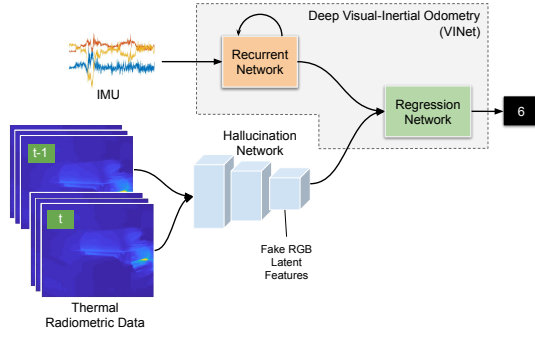 Deep Visual-Inertial Odometry
(VINet)
Recurrent
Network
IMU
Regression
Network
6
Hallucination
Network
t-1
t
Fake RGB
Latent
Features
Thermal
Radiometric Data